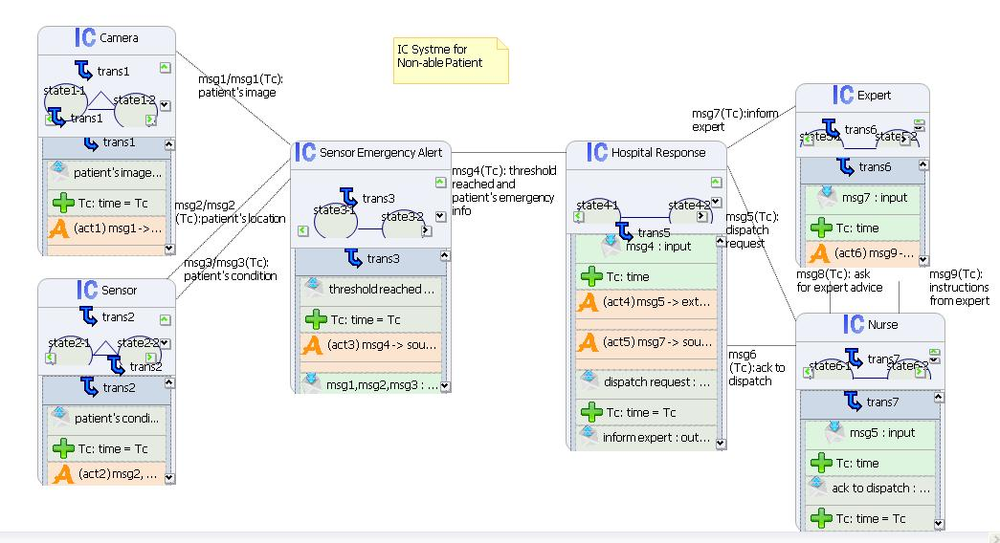 IC Camera
trans1
state1-1
state1-2
trans1
trans1
patient's image...
Tc: time = Tc
(act1) msg1 ->...
msg1/msg1(Tc):
patient's image
IC Systme for
Non-able Patient
IC Sensor
trans2
state2-1
state2-2
trans2
trans2
patient's condi...
Tc: time = Tc
(act2) msg2, ...
msg2/msg2
(Tc):patient's location
msg3/msg3(Tc):
patient's condition
IC Sensor Emergency Alert
trans3
state3-1
state3-2
trans3
threshold reached ...
Tc: time = Tc
(act3) msg4 -> sou...
msg1,msg2,msg3 : ...
msg4(Tc): threshold
reached and
patient's emergency
info
IC Hospital Response
state4-1
state4-2
trans5
msg4 : input
Tc: time
(act4) msg5 -> ext...
(act5) msg7 -> sou...
dispatch request : ...
Tc: time = Tc
inform expert : out...
msg7(Tc):inform
expert
msg5(Tc):
dispatch
request
msg6
(Tc):ack to
dispatch
IC Expert
trans6
state5-1
state5-2
trans6
msg7 : input
Tc: time
(act6) msg9 -...
msg8(Tc): ask
for expert advice
msg9(Tc):
instructions
from expert
IC Nurse
trans7
state6-1
state6-2
trans7
msg5 : input
Tc: time
ack to dispatch : ...
Tc: time = Tc